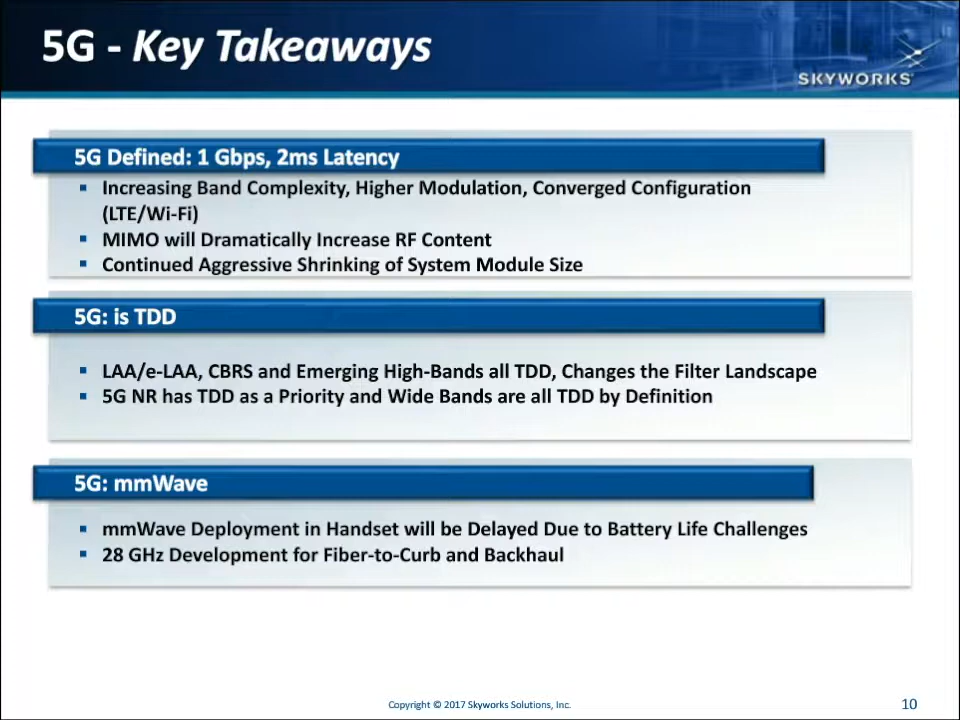 5G - Key Takeaways
SKYWORKS
5G Defined: 1 Gbps, 2ms Latency
▪ Increasing Band Complexity, Higher Modulation, Converged Configuration
(LTE/Wi-Fi)
▪ MIMO will Dramatically Increase RF Content
▪ Continued Aggressive Shrinking of System Module Size
5G: is TDD
▪ LAA/e-LAA, CBRS and Emerging High-Bands all TDD, Changes the Filter Landscape
▪ 5G NR has TDD as a Priority and Wide Bands are all TDD by Definition
5G: mmWave
▪ mmWave Deployment in Handset will be Delayed Due to Battery Life Challenges
▪ 28 GHz Development for Fiber-to-Curb and Backhaul
Copyright © 2017 Skyworks Solutions, Inc.
10